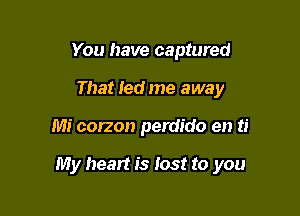 You have captured
That led me away
Mi corzon perdido en ti
My heart is lost to you